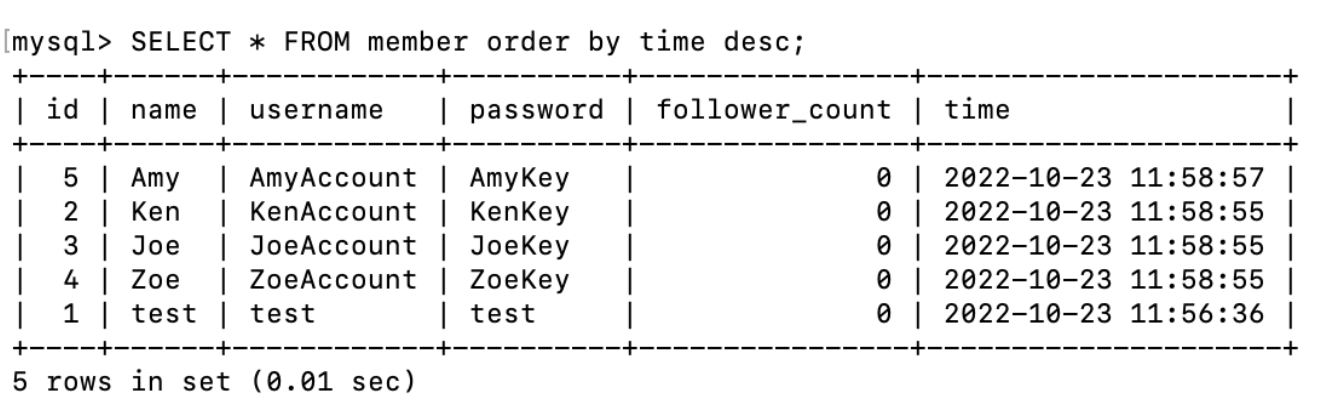 [mysql> SELECT * FROM member order by time desc;
+----+------+------------+----------+----------------+---------------------+
| id | name | username   | password | follower_count | time                |
+----+------+------------+----------+----------------+---------------------+
|  5 | Amy  | AmyAccount | AmyKey   |              0 | 2022-10-23 11:58:57 |
|  2 | Ken  | KenAccount | KenKey   |              0 | 2022-10-23 11:58:55 |
|  3 | Joe  | JoeAccount | JoeKey   |              0 | 2022-10-23 11:58:55 |
|  4 | Zoe  | ZoeAccount | ZoeKey   |              0 | 2022-10-23 11:58:55 |
|  1 | test | test       | test     |              0 | 2022-10-23 11:56:36 |
+----+------+------------+----------+----------------+---------------------+
5 rows in set (0.01 sec)